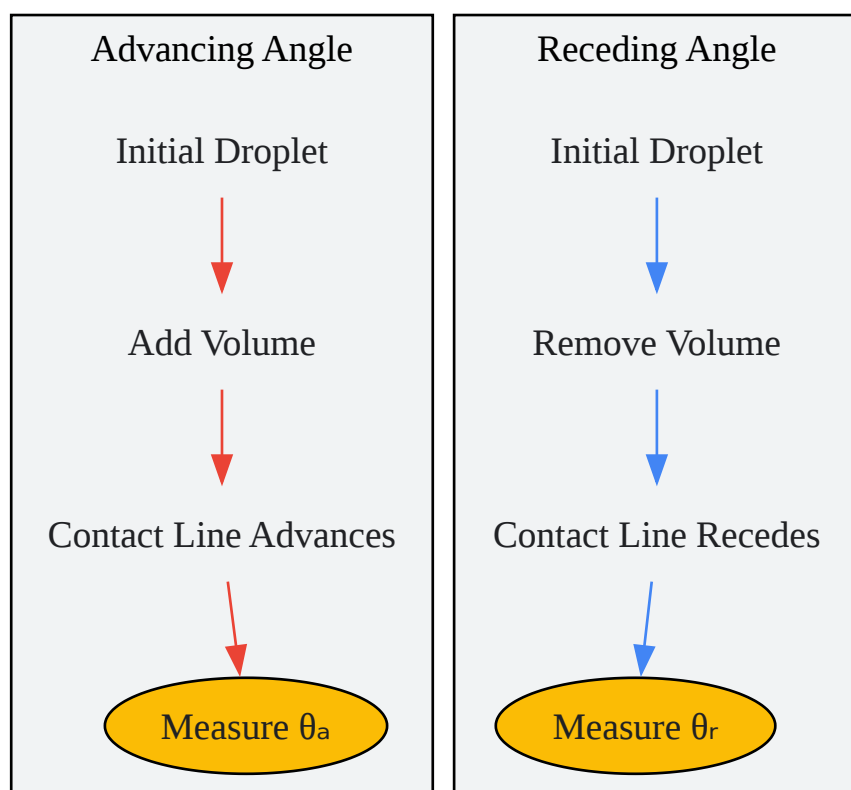 Advancing Angle
Initial Droplet
Add Volume
Contact Line Advances
Measure θₐ
Receding Angle
Initial Droplet
Remove Volume
Contact Line Recedes
Measure θᵣ